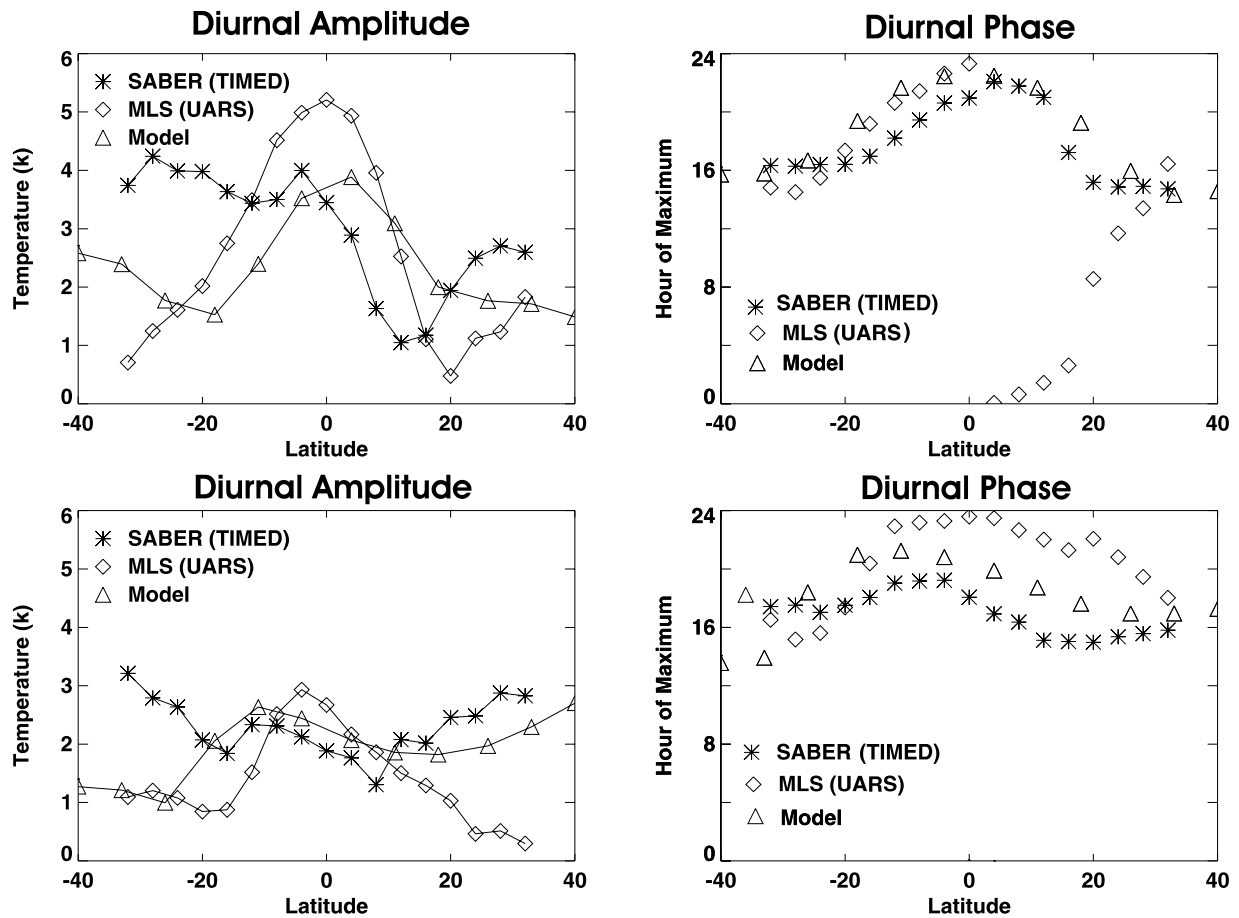 Diurnal Amplitude
6
5
4
3
2
1
0
Temperature (k)
SABER (TIMED)
MLS (UARS)
Model
-40 -20 0 20 40
Latitude
Diurnal Phase
24
16
8
0
Hour of Maximum
SABER (TIMED)
MLS (UARS)
Model
-40 -20 0 20 40
Latitude
Diurnal Amplitude
6
5
4
3
2
1
0
Temperature (k)
SABER (TIMED)
MLS (UARS)
Model
-40 -20 0 20 40
Latitude
Diurnal Phase
24
16
8
0
Hour of Maximum
SABER (TIMED)
MLS (UARS)
Model
-40 -20 0 20 40
Latitude